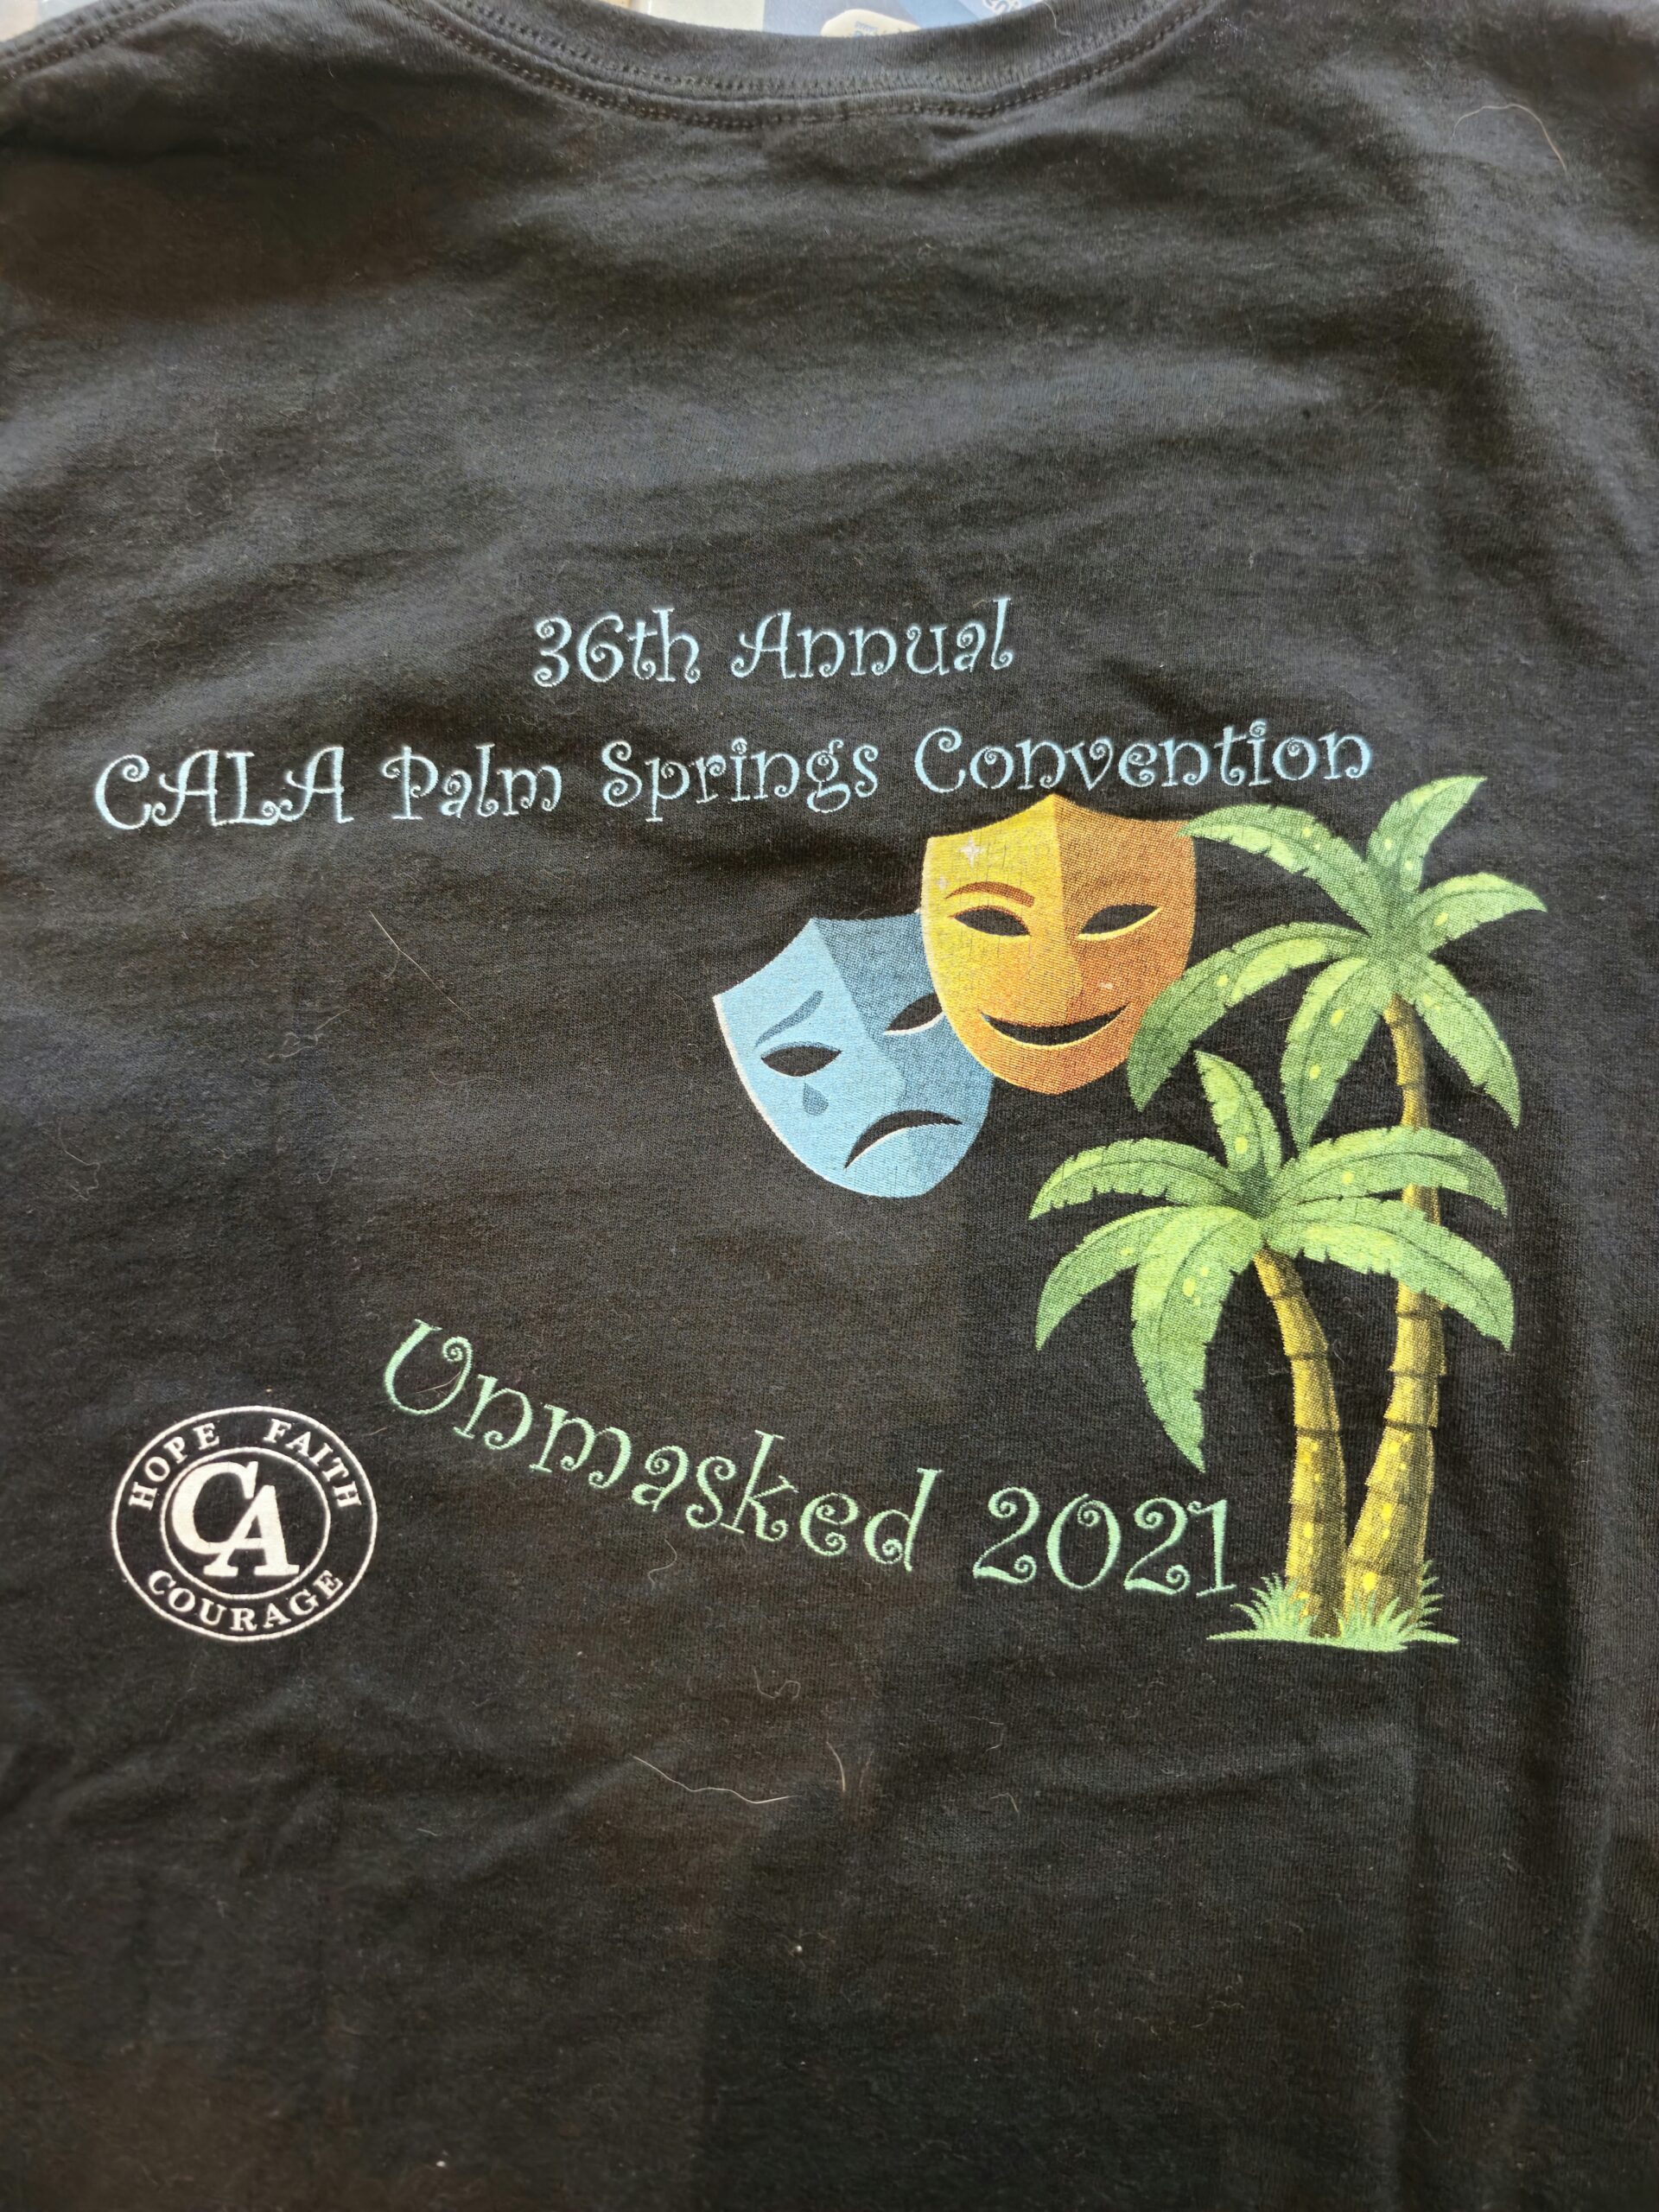 36th Annual
CALA Palm Springs Convention
Unmasked 2021
HOPE FAITH
CA
COURAGE